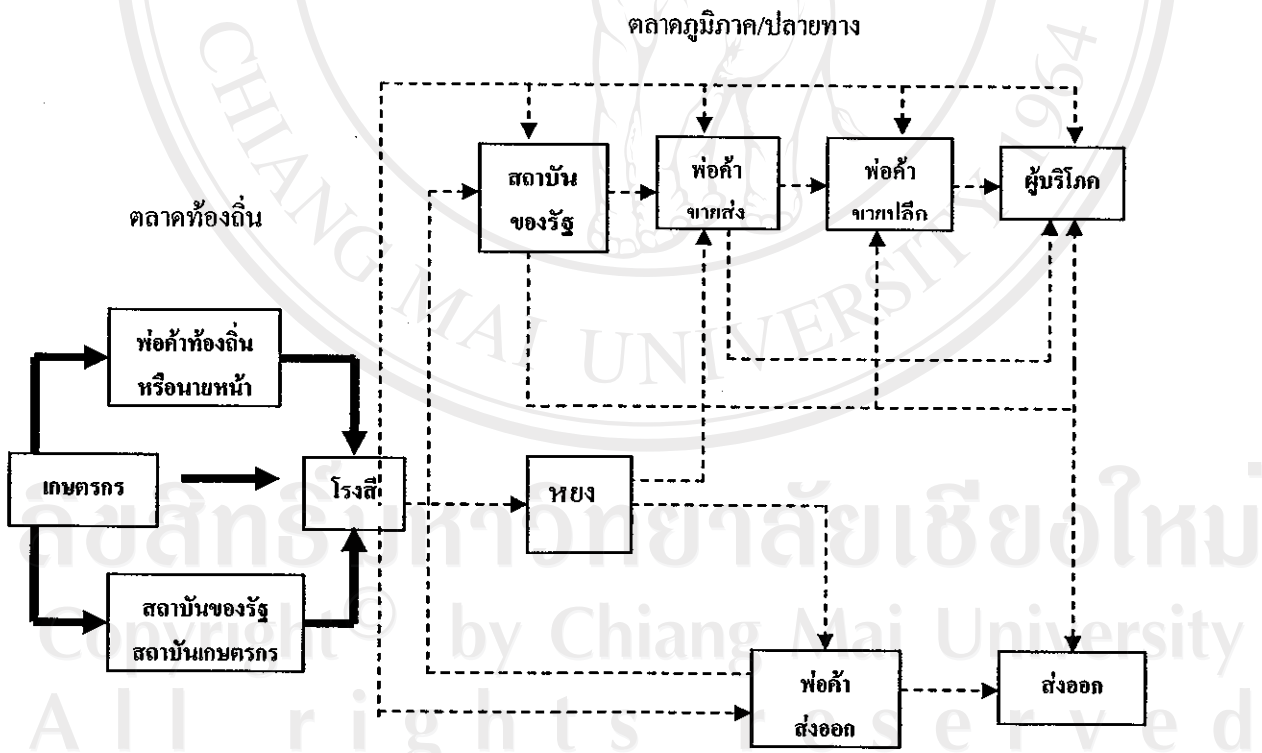 ตลาดภูมิภาค/ปลายทาง
สถาบัน
ของรัฐ
พ่อค้า
ขายส่ง
พ่อค้า
ขายปลีก
ผู้บริโภค
ตลาดท้องถิ่น
พ่อค้าท้องถิ่น
หรือนายหน้า
เกษตรกร
โรงสี
หยง
สถาบันของรัฐ
สถาบันเกษตรกร
พ่อค้า
ส่งออก
ส่งออก
CHIANG MAI UNIVERSITY 1964
ลิขสิทธิ์มหาวิทยาลัยเชียงใหม่
Copyright © by Chiang Mai University
All rights reserved